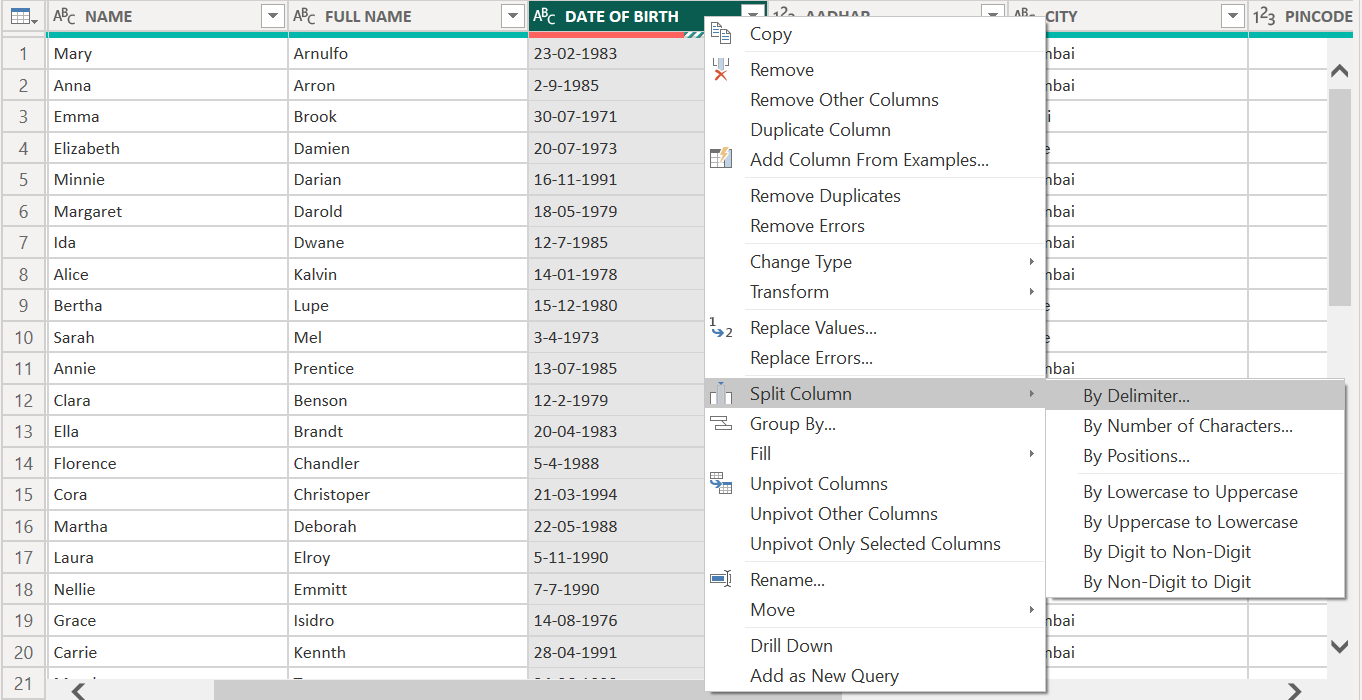 ABC NAME ABC FULL NAME ABC DATE OF BIRTH 123 AADHAR ABC CITY 123 PINCODE
1 Mary Arnulfo 23-02-1983 nbai
2 Anna Arron 2-9-1985 nbai
3 Emma Brook 30-07-1971 i
4 Elizabeth Damien 20-07-1973 e
5 Minnie Darian 16-11-1991 nbai
6 Margaret Darold 18-05-1979 nbai
7 Ida Dwane 12-7-1985 nbai
8 Alice Kalvin 14-01-1978 nbai
9 Bertha Lupe 15-12-1980 e
10 Sarah Mel 3-4-1973 e
11 Annie Prentice 13-07-1985 nbai
12 Clara Benson 12-2-1979
13 Ella Brandt 20-04-1983
14 Florence Chandler 5-4-1988
15 Cora Christoper 21-03-1994
16 Martha Deborah 22-05-1988
17 Laura Elroy 5-11-1990
18 Nellie Emmitt 7-7-1990
19 Grace Isidro 14-08-1976 nbai
20 Carrie Kennth 28-04-1991 nbai
21
Copy
Remove
Remove Other Columns
Duplicate Column
Add Column From Examples...
Remove Duplicates
Remove Errors
Change Type
Transform
Replace Values...
Replace Errors...
Split Column
Group By...
Fill
Unpivot Columns
Unpivot Other Columns
Unpivot Only Selected Columns
Rename...
Move
Drill Down
Add as New Query
By Delimiter...
By Number of Characters...
By Positions...
By Lowercase to Uppercase
By Uppercase to Lowercase
By Digit to Non-Digit
By Non-Digit to Digit